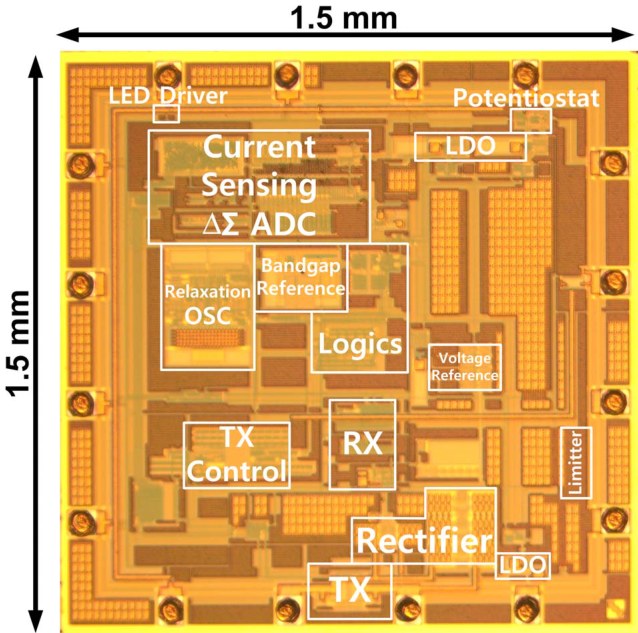 1.5 mm
1.5 mm
LED Driver
Potentiostat
LDO
Current
Sensing
ΔΣ ADC
Relaxation
OSC
Bandgap
Reference
Logics
Voltage
Reference
TX
Control
RX
Limitter
Rectifier
LDO
TX